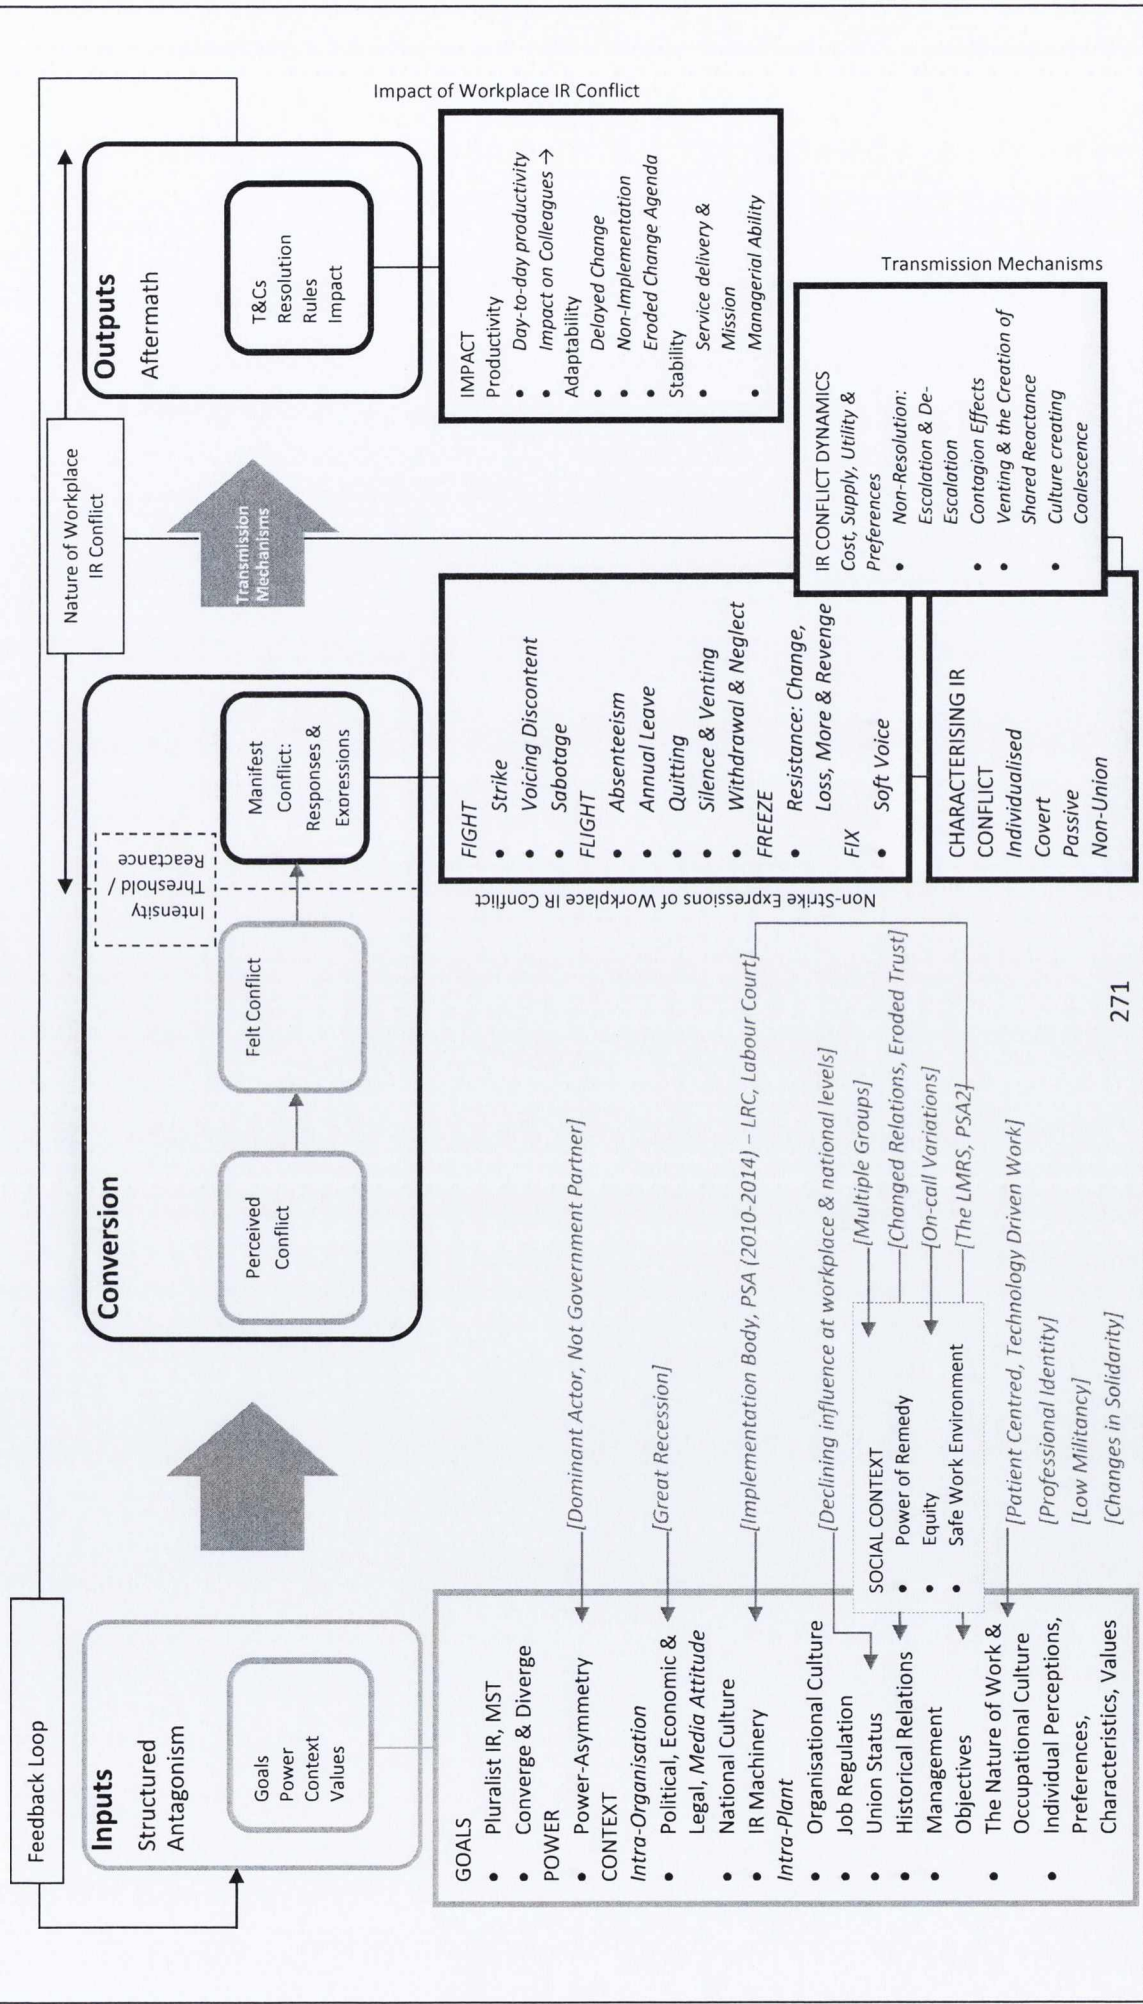 Feedback Loop
Nature of Workplace
IR Conflict
Inputs
Structured
Antagonism
Goals
Power
Context
Values
Conversion
Perceived
Conflict
Felt Conflict
Intensity
Threshold /
Reactance
Manifest
Conflict:
Responses &
Expressions
Transmission
Mechanisms
Outputs
Aftermath
T&Cs
Resolution
Rules
Impact
GOALS
• Pluralist IR, MST
• Converge & Diverge
POWER
• Power-Asymmetry
CONTEXT
Intra-Organisation
• Political, Economic &
Legal, Media Attitude
• National Culture
• IR Machinery
Intra-Plant
• Organisational Culture
• Job Regulation
• Union Status
• Historical Relations
• Management
Objectives
• The Nature of Work &
Occupational Culture
• Individual Perceptions,
Preferences,
Characteristics, Values
[Dominant Actor, Not Government Partner]
[Great Recession]
[Implementation Body, PSA (2010-2014) – LRC, Labour Court]
[Declining influence at workplace & national levels]
SOCIAL CONTEXT
• Power of Remedy
• Equity
• Safe Work Environment
[Multiple Groups]
[Changed Relations, Eroded Trust]
[On-call Variations]
[The LMRS, PSA2]
[Patient Centred, Technology Driven Work]
[Professional Identity]
[Low Militancy]
[Changes in Solidarity]
Non-Strike Expressions of Workplace IR Conflict
FIGHT
• Strike
• Voicing Discontent
• Sabotage
FLIGHT
• Absenteeism
• Annual Leave
• Quitting
• Silence & Venting
• Withdrawal & Neglect
FREEZE
• Resistance: Change,
Loss, More & Revenge
FIX
• Soft Voice
CHARACTERISING IR
CONFLICT
Individualised
Covert
Passive
Non-Union
Impact of Workplace IR Conflict
IMPACT
Productivity
• Day-to-day productivity
• Impact on Colleagues →
Adaptability
• Delayed Change
• Non-Implementation
• Eroded Change Agenda
Stability
• Service delivery &
Mission
• Managerial Ability
Transmission Mechanisms
IR CONFLICT DYNAMICS
Cost, Supply, Utility &
Preferences
• Non-Resolution:
Escalation & De-
Escalation
• Contagion Effects
• Venting & the Creation of
Shared Reactance
• Culture creating
Coalescence
271